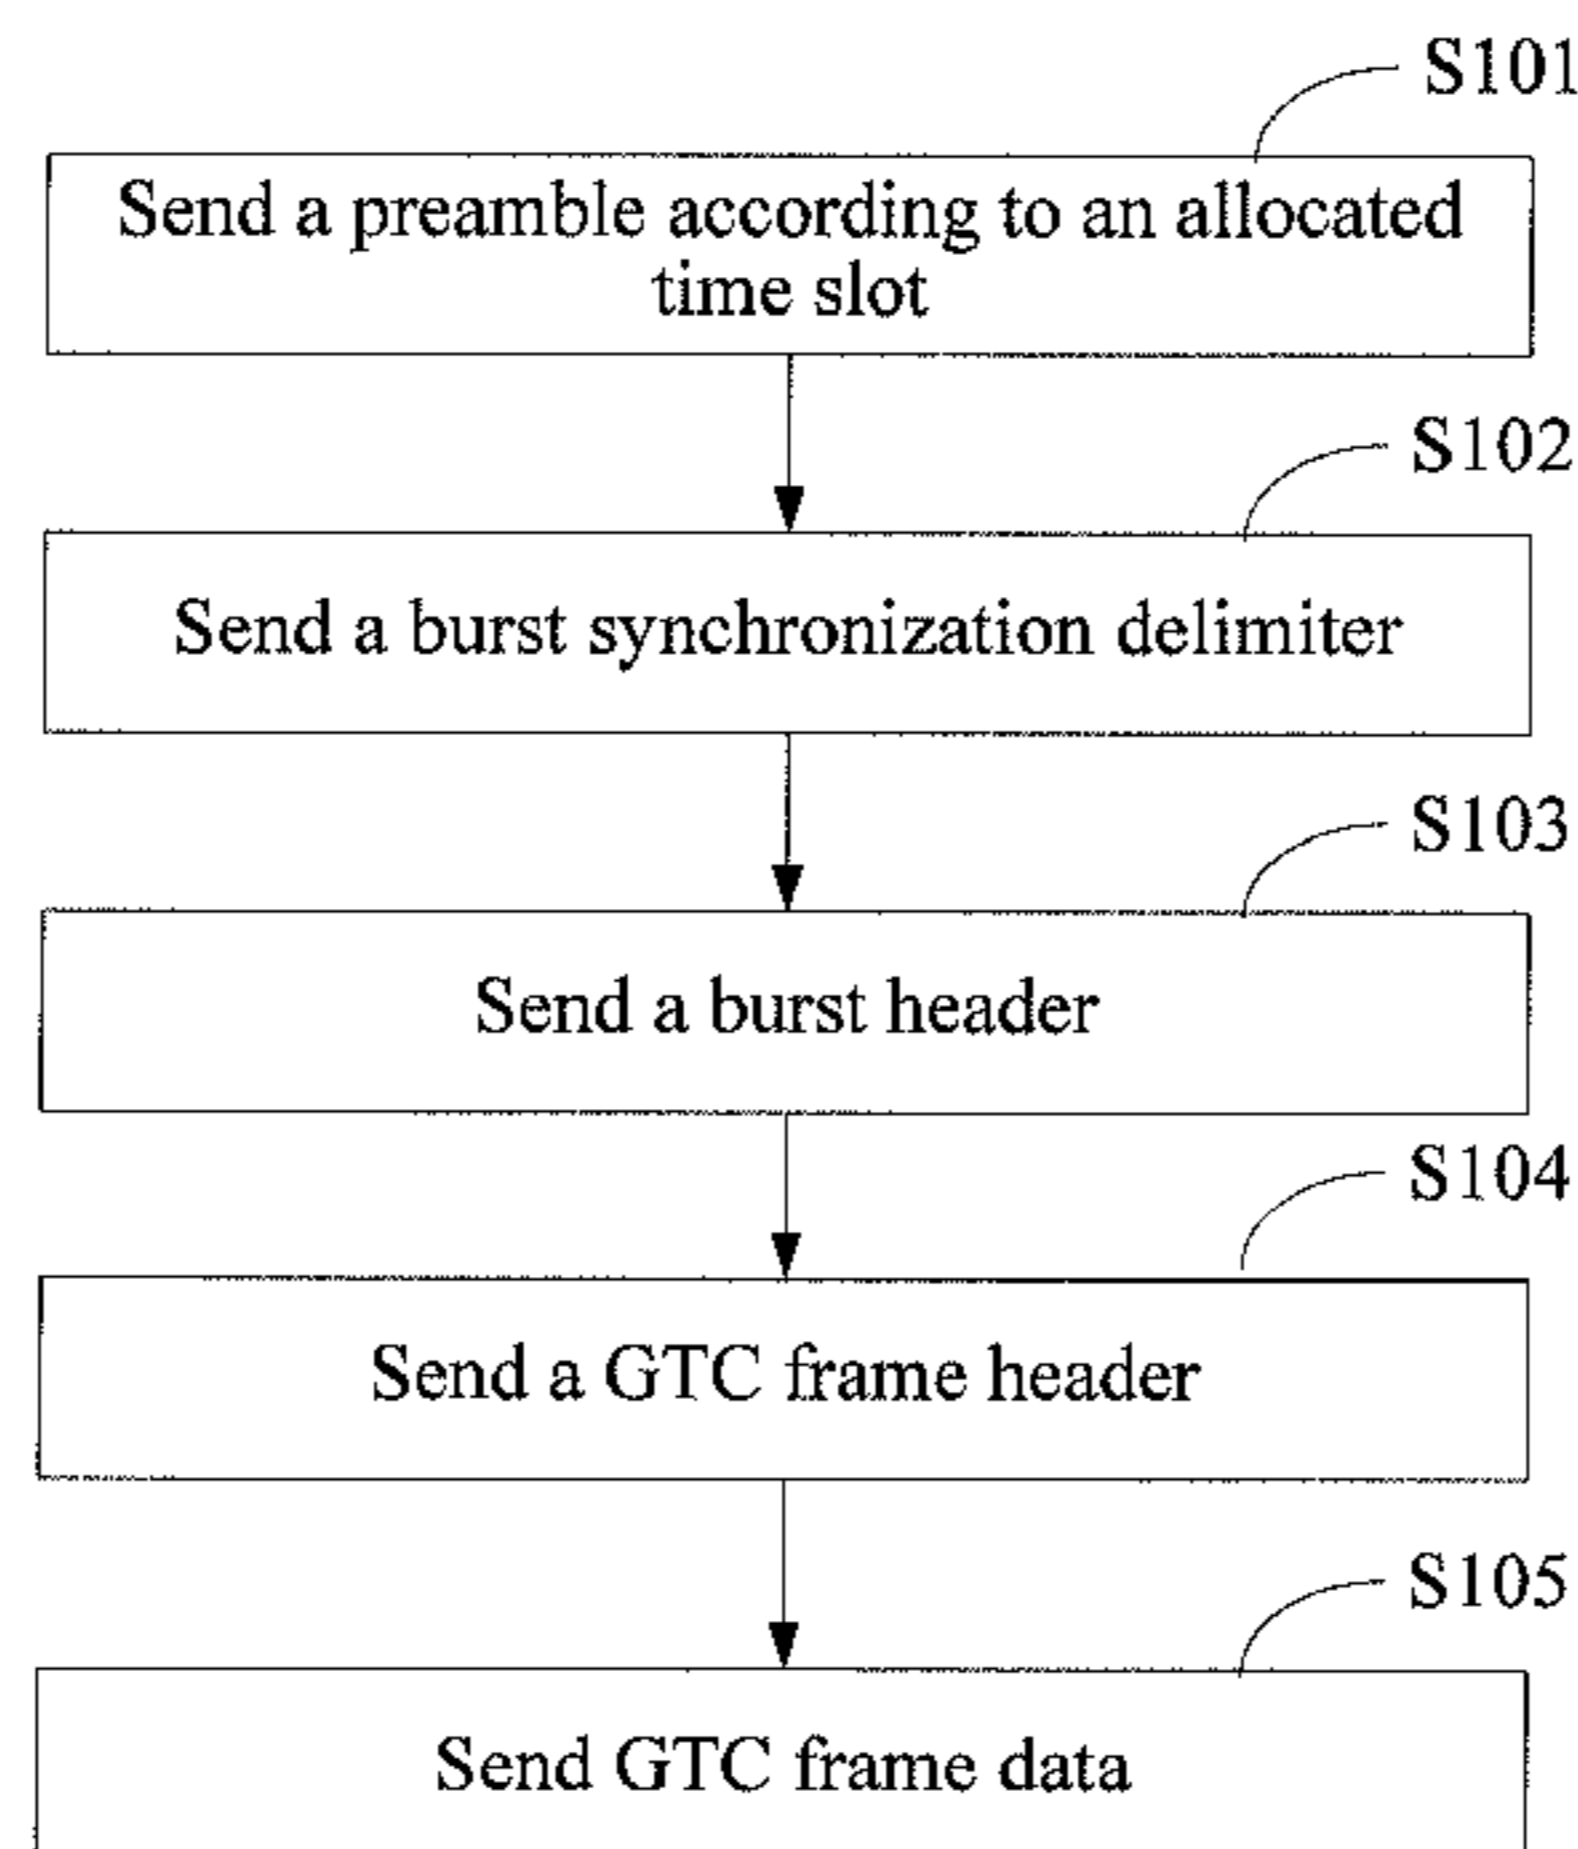 S101
Send a preamble according to an allocated
time slot
S102
Send a burst synchronization delimiter
S103
Send a burst header
S104
Send a GTC frame header
S105
Send GTC frame data